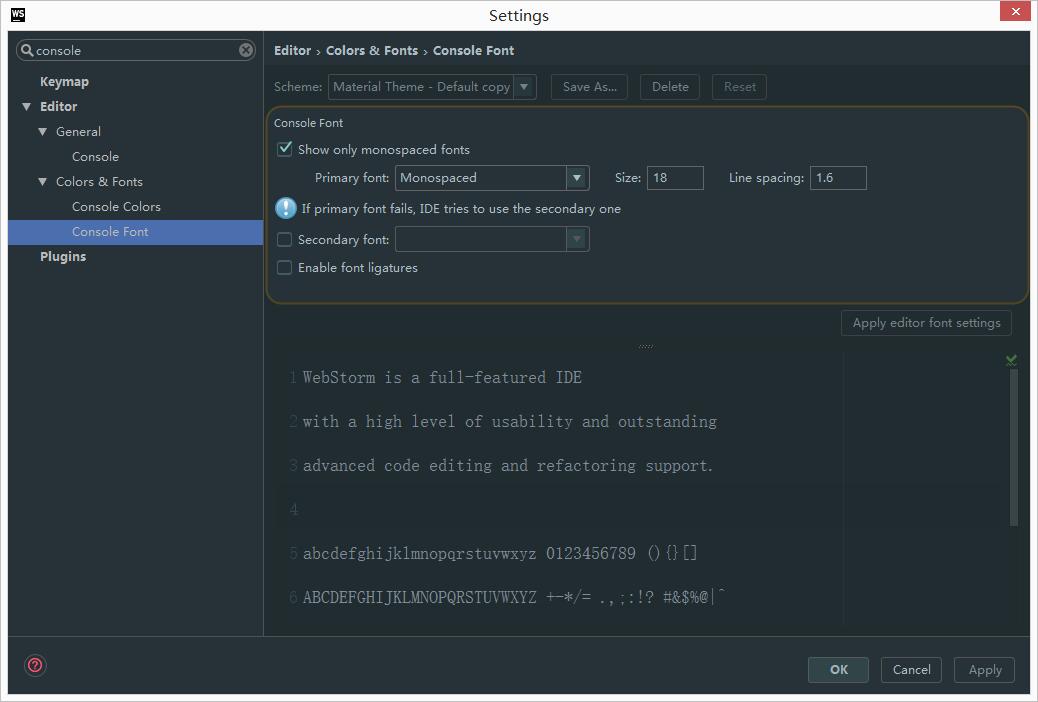 WS
Settings
console
Keymap
Editor
General
Console
Colors & Fonts
Console Colors
Console Font
Plugins
Editor › Colors & Fonts › Console Font
Scheme: Material Theme - Default copy Save As... Delete Reset
Console Font
Show only monospaced fonts
Primary font: Monospaced Size: 18 Line spacing: 1.6
If primary font fails, IDE tries to use the secondary one
Secondary font:
Enable font ligatures
Apply editor font settings
1 WebStorm is a full-featured IDE
2 with a high level of usability and outstanding
3 advanced code editing and refactoring support.
4
5 abcdefghijklmnopqrstuvwxyz 0123456789 (){}[]
6 ABCDEFGHIJKLMNOPQRSTUVWXYZ +-*/= .,;:!? #&$%@|^
?
OK Cancel Apply